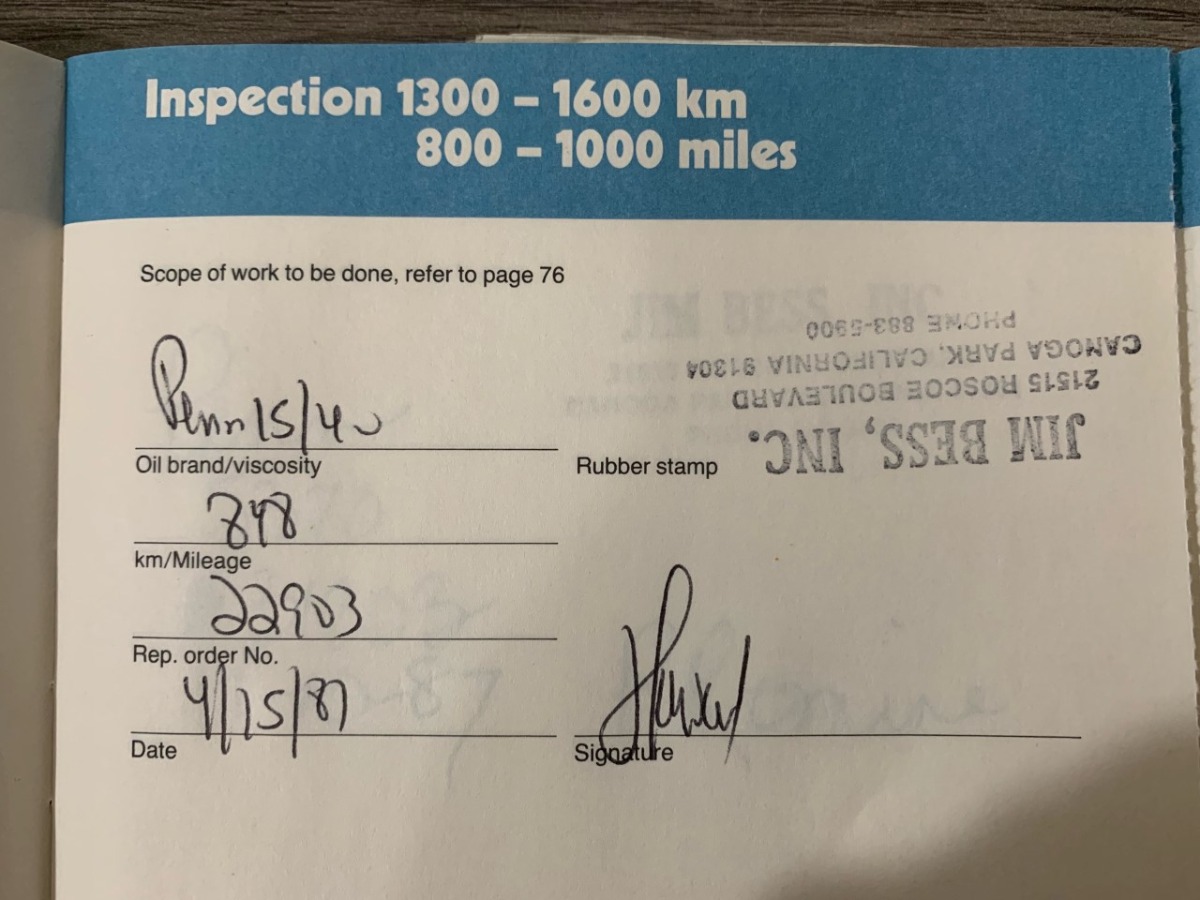 Inspection 1300 – 1600 km
800 – 1000 miles
Scope of work to be done, refer to page 76
Penn 15/40
Oil brand/viscosity
848
km/Mileage
22903
Rep. order No.
4/15/87
Date
JIM BESS, INC.
21515 ROSCOE BOULEVARD
CANOGA PARK, CALIFORNIA 91304
PHONE 883-5900
Rubber stamp
Signature